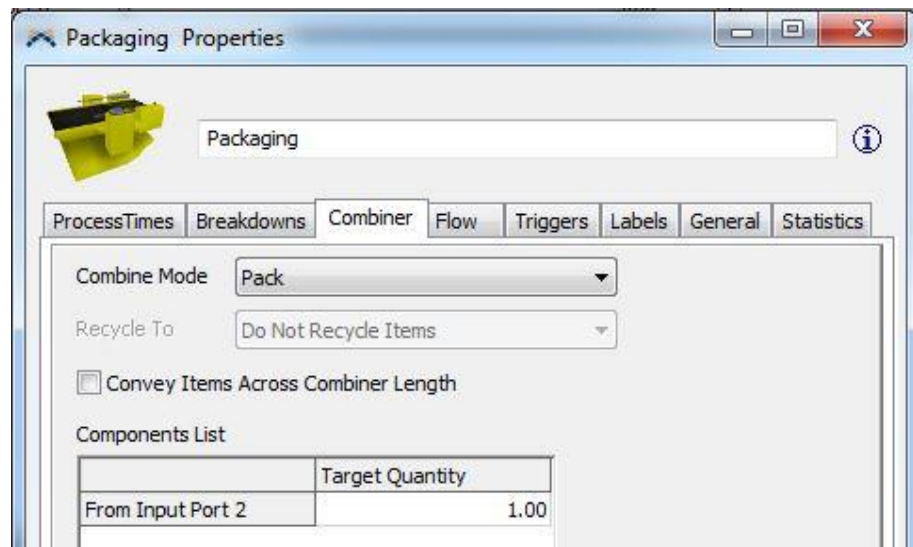 Packaging Properties
Packaging
ProcessTimes Breakdowns Combiner Flow Triggers Labels General Statistics
Combine Mode Pack
Recycle To Do Not Recycle Items
Convey Items Across Combiner Length
Components List
Target Quantity
From Input Port 2 1.00